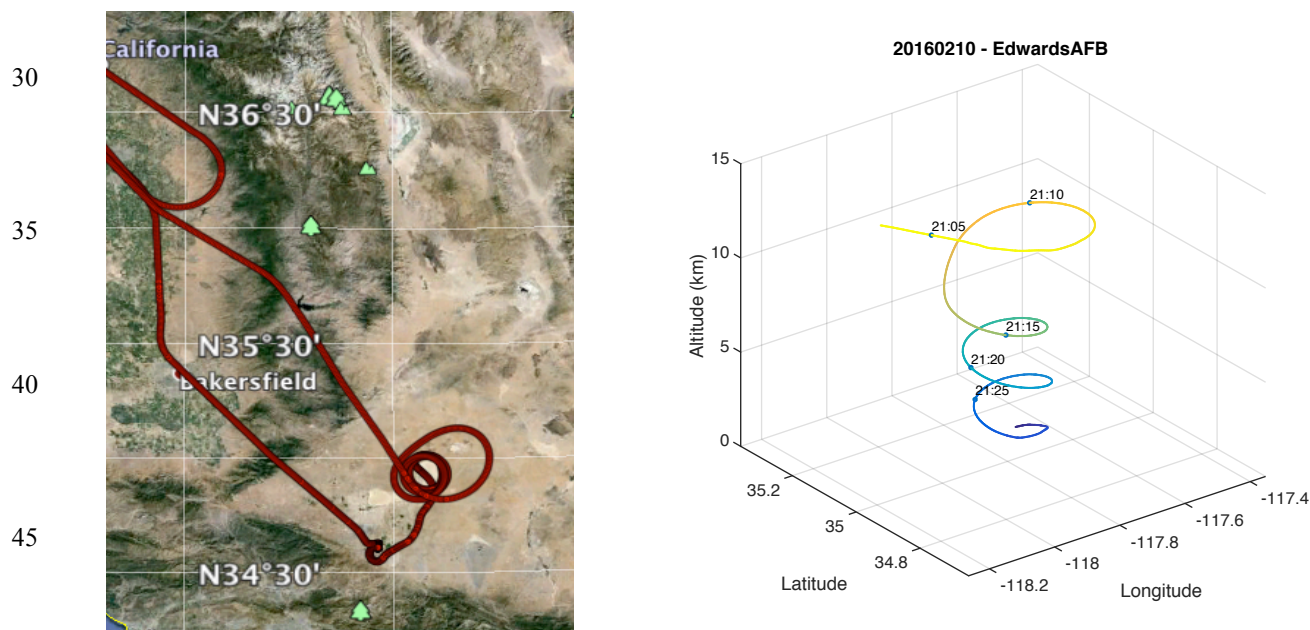 30
35
40
45
California
N36°30'
N35°30'
Bakersfield
N34°30'
20160210 - EdwardsAFB
15
10
5
0
Altitude (km)
21:10
21:05
21:15
21:20
21:25
35.2
35
34.8
Latitude
-118.2
-118
-117.8
-117.6
-117.4
Longitude